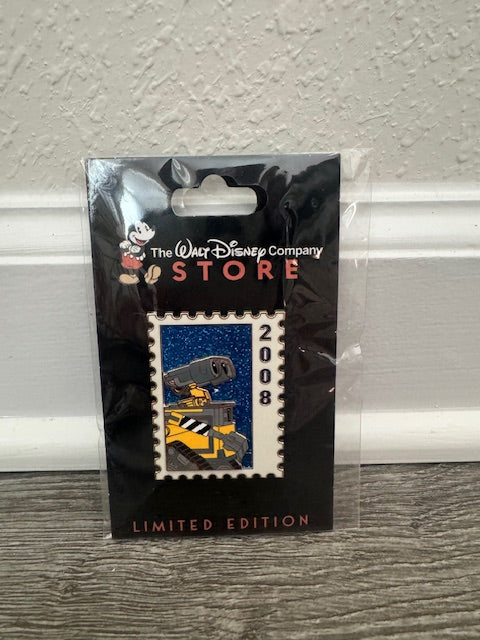 The Walt Disney Company
STORE
2008
LIMITED EDITION